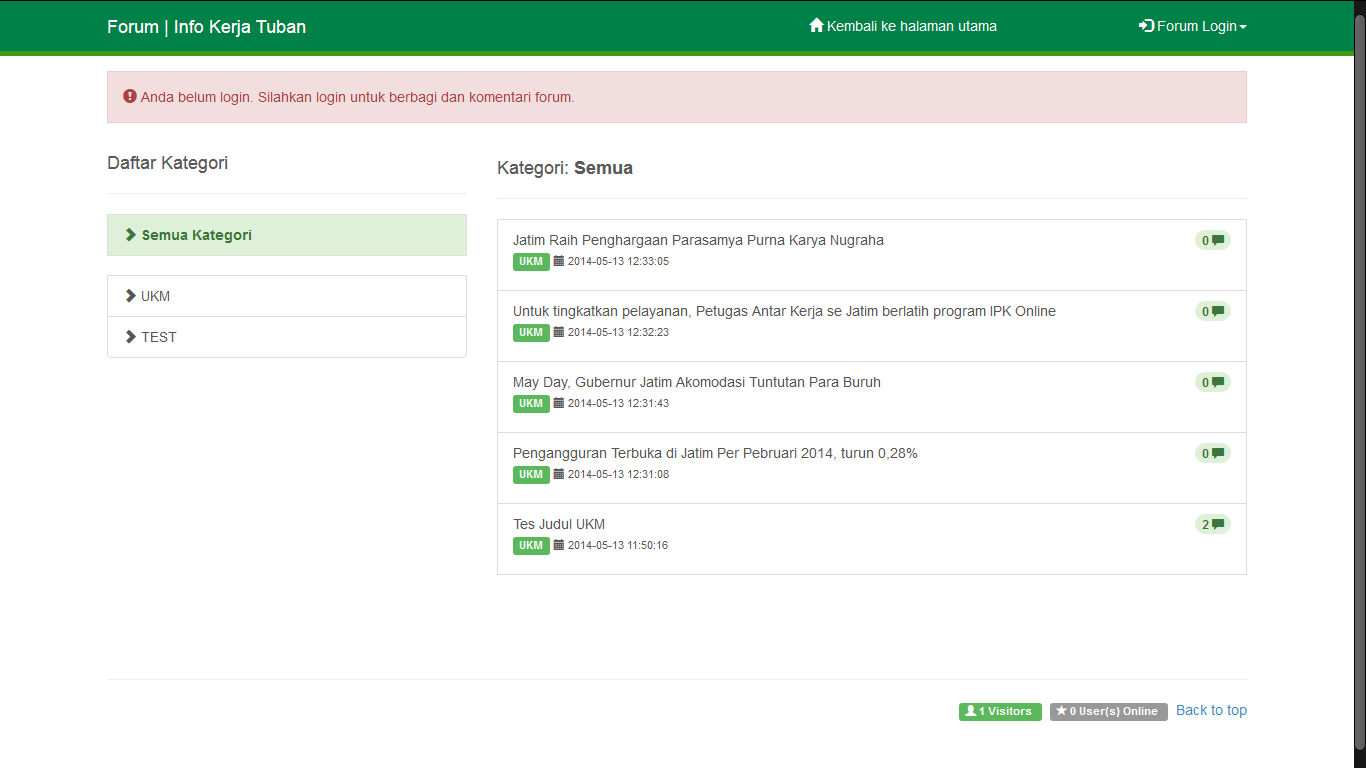 Forum | Info Kerja Tuban
Kembali ke halaman utama
Forum Login
Anda belum login. Silahkan login untuk berbagi dan komentari forum.
Daftar Kategori
Semua Kategori
UKM
TEST
Kategori: Semua
Jatim Raih Penghargaan Parasamya Purna Karya Nugraha
0
UKM 2014-05-13 12:33:05
Untuk tingkatkan pelayanan, Petugas Antar Kerja se Jatim berlatih program IPK Online
0
UKM 2014-05-13 12:32:23
May Day, Gubernur Jatim Akomodasi Tuntutan Para Buruh
0
UKM 2014-05-13 12:31:43
Pengangguran Terbuka di Jatim Per Pebruari 2014, turun 0,28%
0
UKM 2014-05-13 12:31:08
Tes Judul UKM
2
UKM 2014-05-13 11:50:16
1 Visitors
0 User(s) Online
Back to top